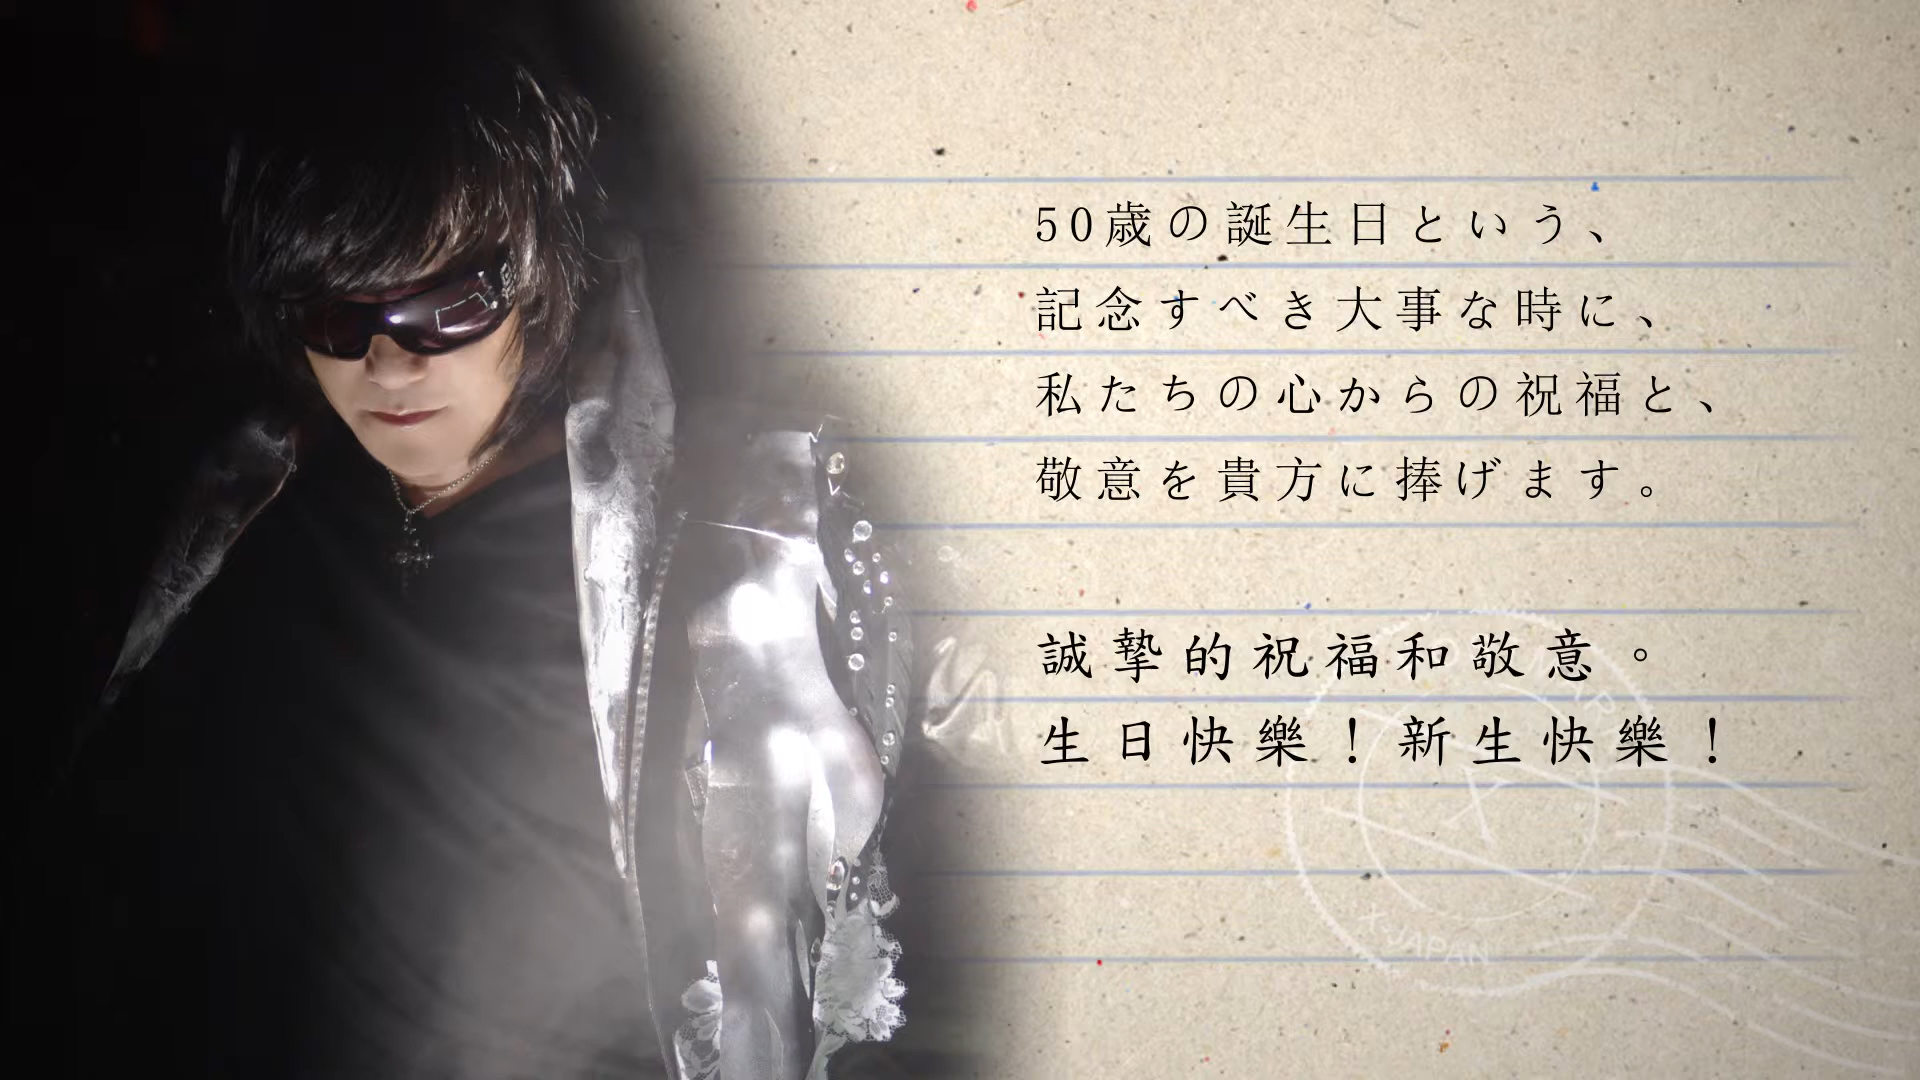 50歳の誕生日という、
記念すべき大事な時に、
私たちの心からの祝福と、
敬意を貴方に捧げます。
誠摯的祝福和敬意。
生日快樂！新生快樂！
X
X-JAPAN